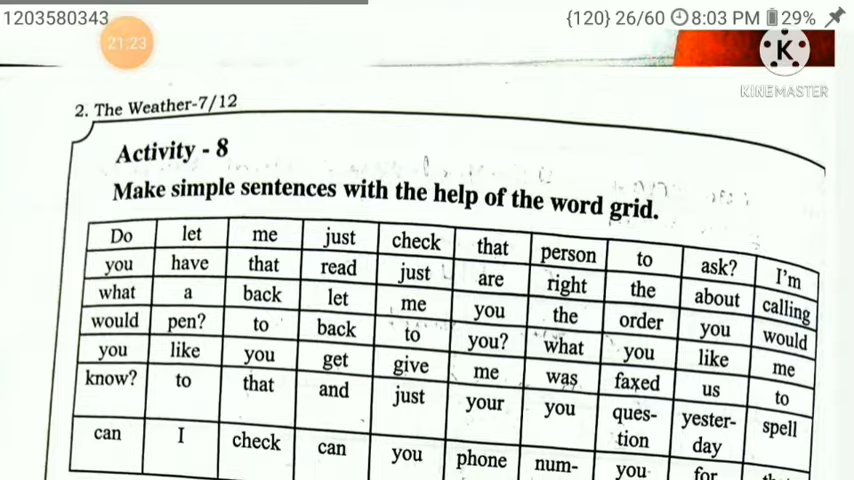 1203580343 {120} 26/60 8:03 PM 29%
21:23
K
KINEMASTER
2. The Weather-7/12
Activity - 8
Make simple sentences with the help of the word grid.
Do let me just check that person to ask? I'm
you have that read just are right the about calling
what a back let me you the order you would
would pen? to back to you? what you like me
you like you get give me was faxed us to
know? to that and just your you ques- yester- spell
tion day
can I check can you phone num- you for